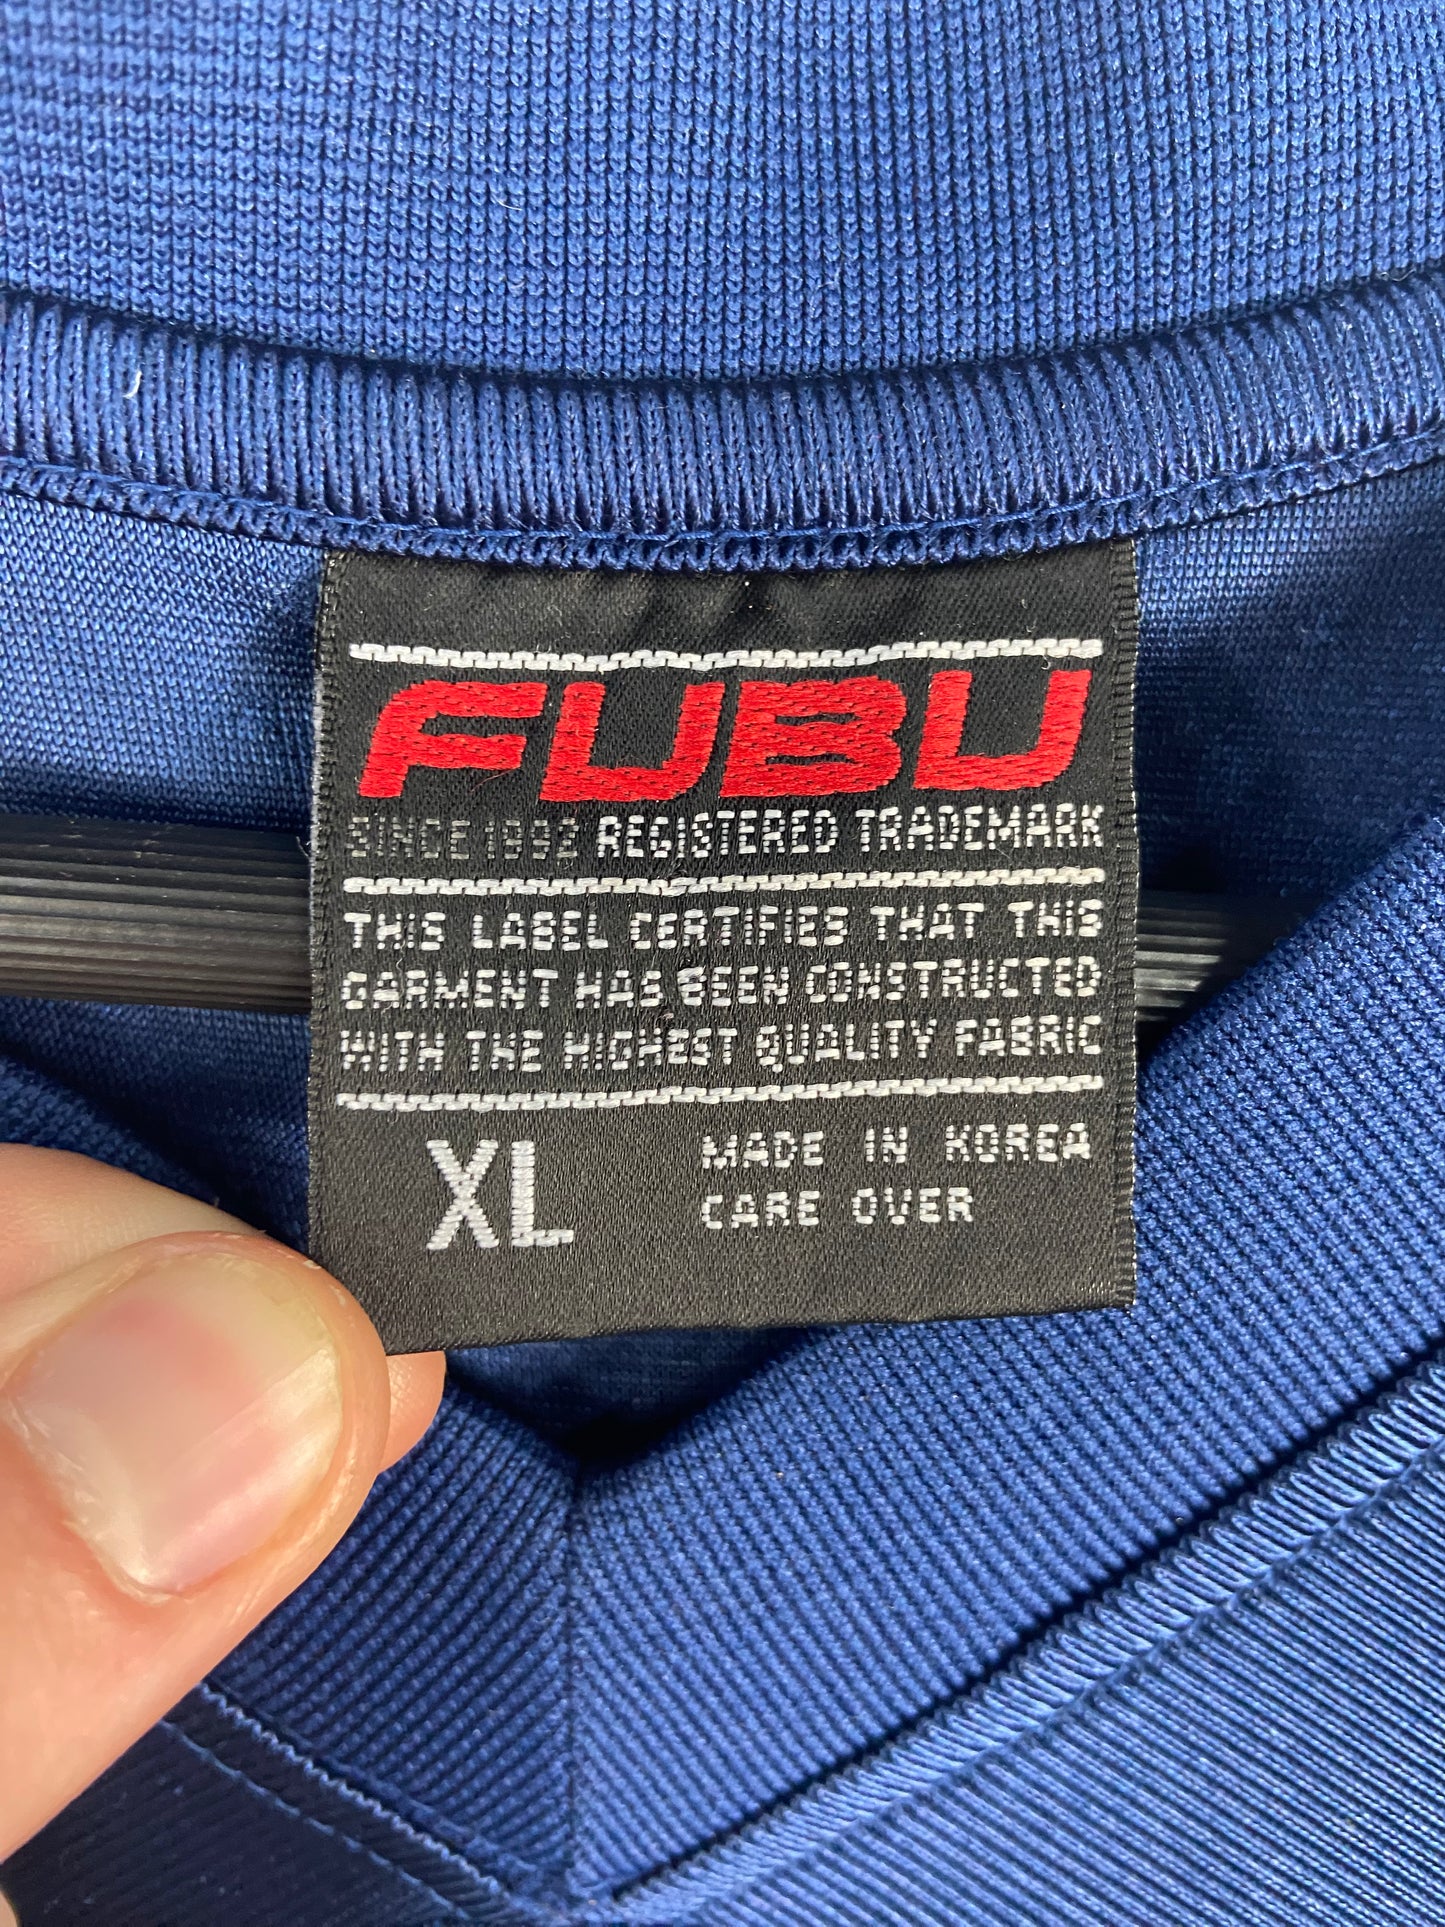 FUBU
SINCE 1992 REGISTERED TRADEMARK
THIS LABEL CERTIFIES THAT THIS
GARMENT HAS BEEN CONSTRUCTED
WITH THE HIGHEST QUALITY FABRIC
XL MADE IN KOREA
CARE OVER